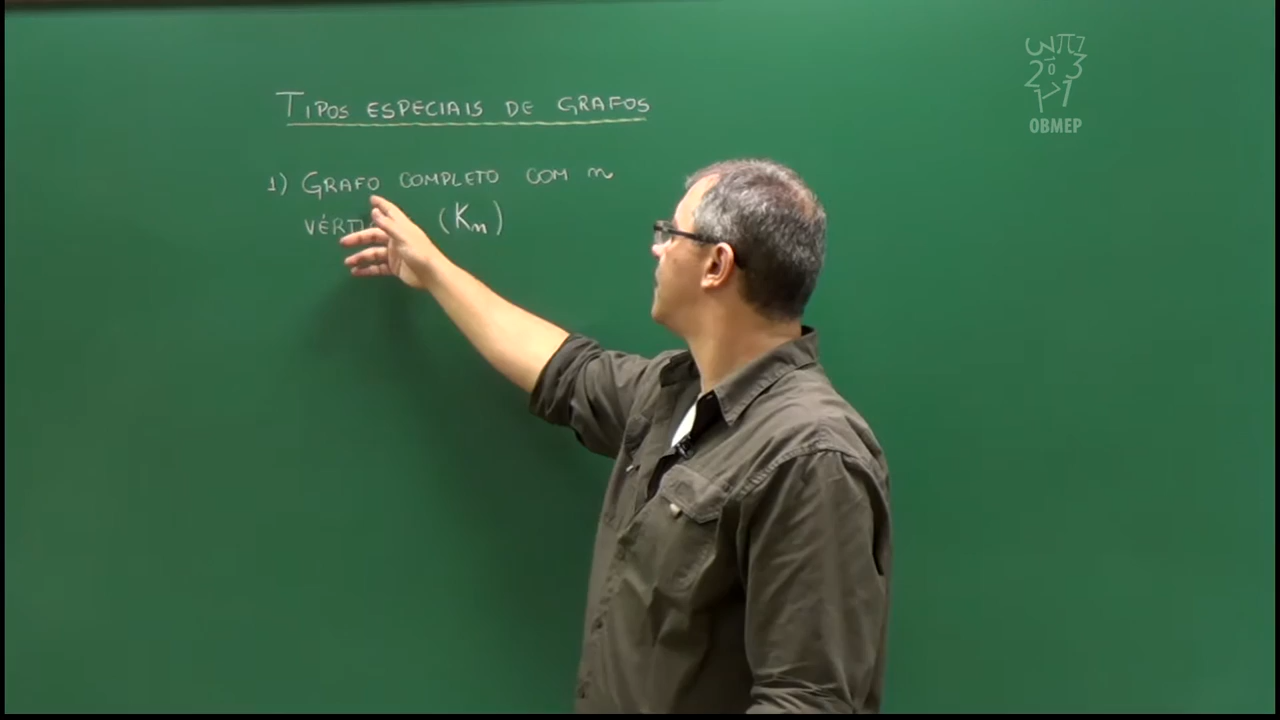 TIPOS ESPECIAIS DE GRAFOS
1) GRAFO COMPLETO COM n
(Kn)
OBMEP